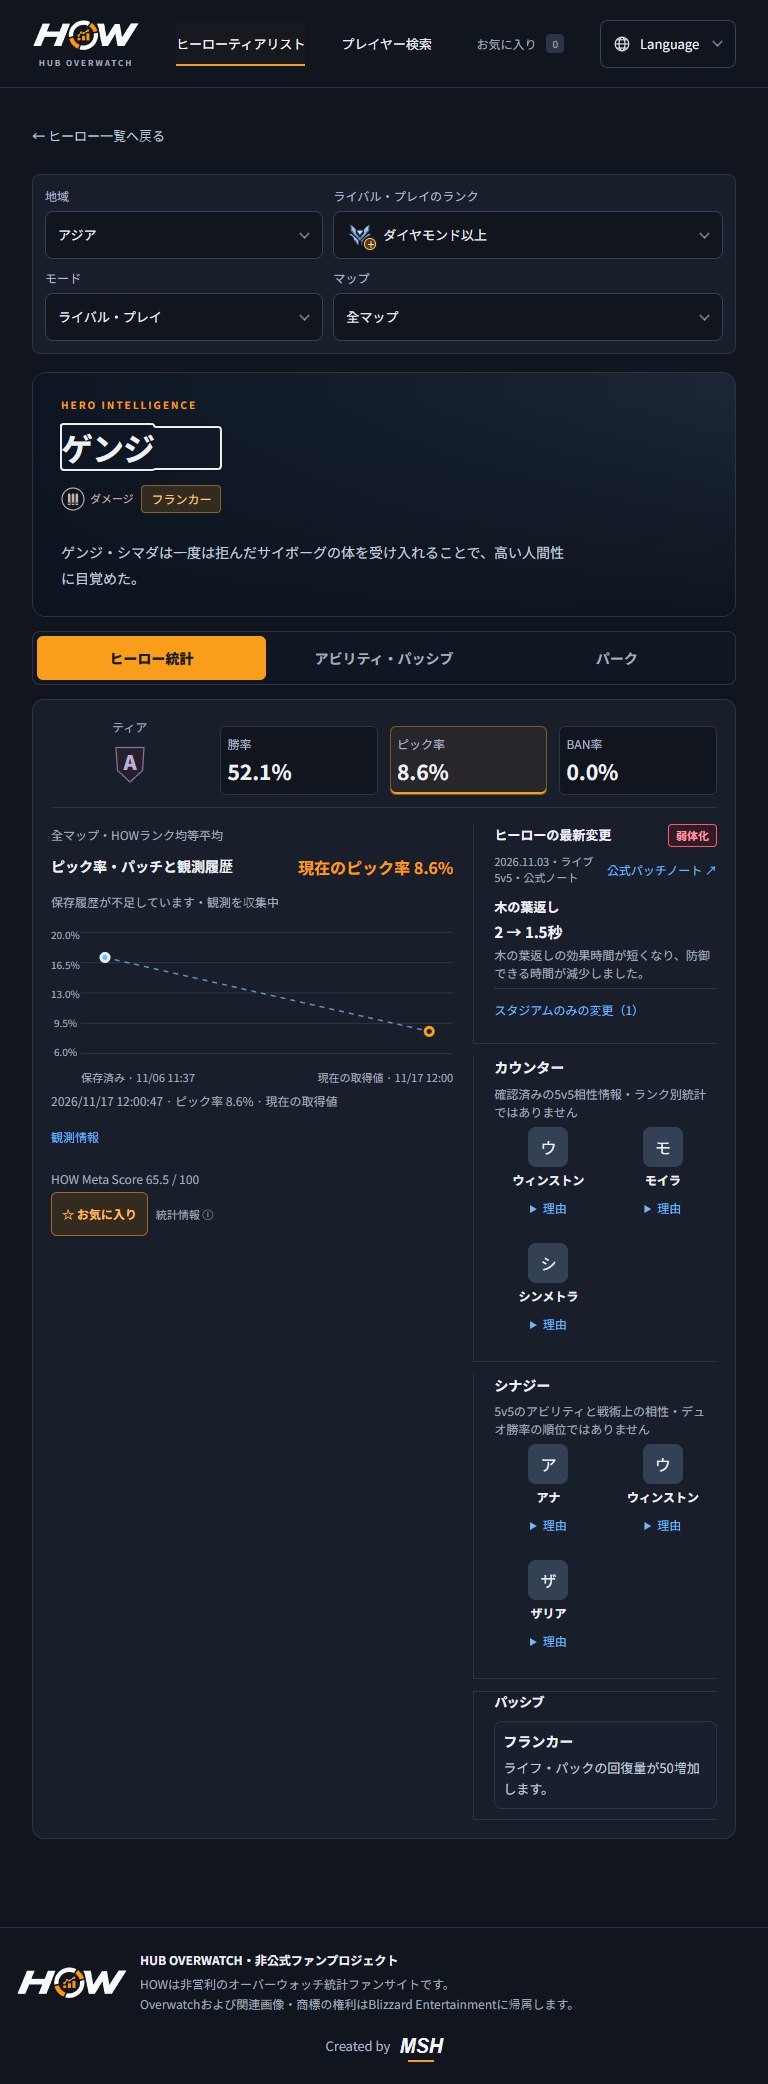 HOW
HUB OVERWATCH
ヒーローティアリスト
プレイヤー検索
お気に入り 0
Language
← ヒーロー一覧へ戻る
地域
アジア
ライバル・プレイのランク
ダイヤモンド以上
モード
ライバル・プレイ
マップ
全マップ
HERO INTELLIGENCE
ゲンジ
ダメージ
フランカー
ゲンジ・シマダは一度は拒んだサイボーグの体を受け入れることで、高い人間性
に目覚めた。
ヒーロー統計
アビリティ・パッシブ
パーク
ティア
A
勝率
52.1%
ピック率
8.6%
BAN率
0.0%
全マップ・HOWランク均等平均
ピック率・パッチと観測履歴
現在のピック率 8.6%
保存履歴が不足しています・観測を収集中
20.0%
16.5%
13.0%
9.5%
6.0%
保存済み · 11/06 11:37
現在の取得値 · 11/17 12:00
2026/11/17 12:00:47 · ピック率 8.6% · 現在の取得値
観測情報
HOW Meta Score 65.5 / 100
☆ お気に入り
統計情報 ⓘ
ヒーローの最新変更
弱体化
2026.11.03・ライブ
5v5・公式ノート
公式パッチノート ↗
木の葉返し
2 → 1.5秒
木の葉返しの効果時間が短くなり、防御
できる時間が減少しました。
スタジアムのみの変更（1）
カウンター
確認済みの5v5相性情報・ランク別統計
ではありません
ウ
ウィンストン
▶ 理由
モ
モイラ
▶ 理由
シ
シンメトラ
▶ 理由
シナジー
5v5のアビリティと戦術上の相性・デュ
オ勝率の順位ではありません
ア
アナ
▶ 理由
ウ
ウィンストン
▶ 理由
ザ
ザリア
▶ 理由
パッシブ
フランカー
ライフ・パックの回復量が50増加
します。
HOW
HUB OVERWATCH・非公式ファンプロジェクト
HOWは非営利のオーバーウォッチ統計ファンサイトです。
Overwatchおよび関連画像・商標の権利はBlizzard Entertainmentに帰属します。
Created by MSH